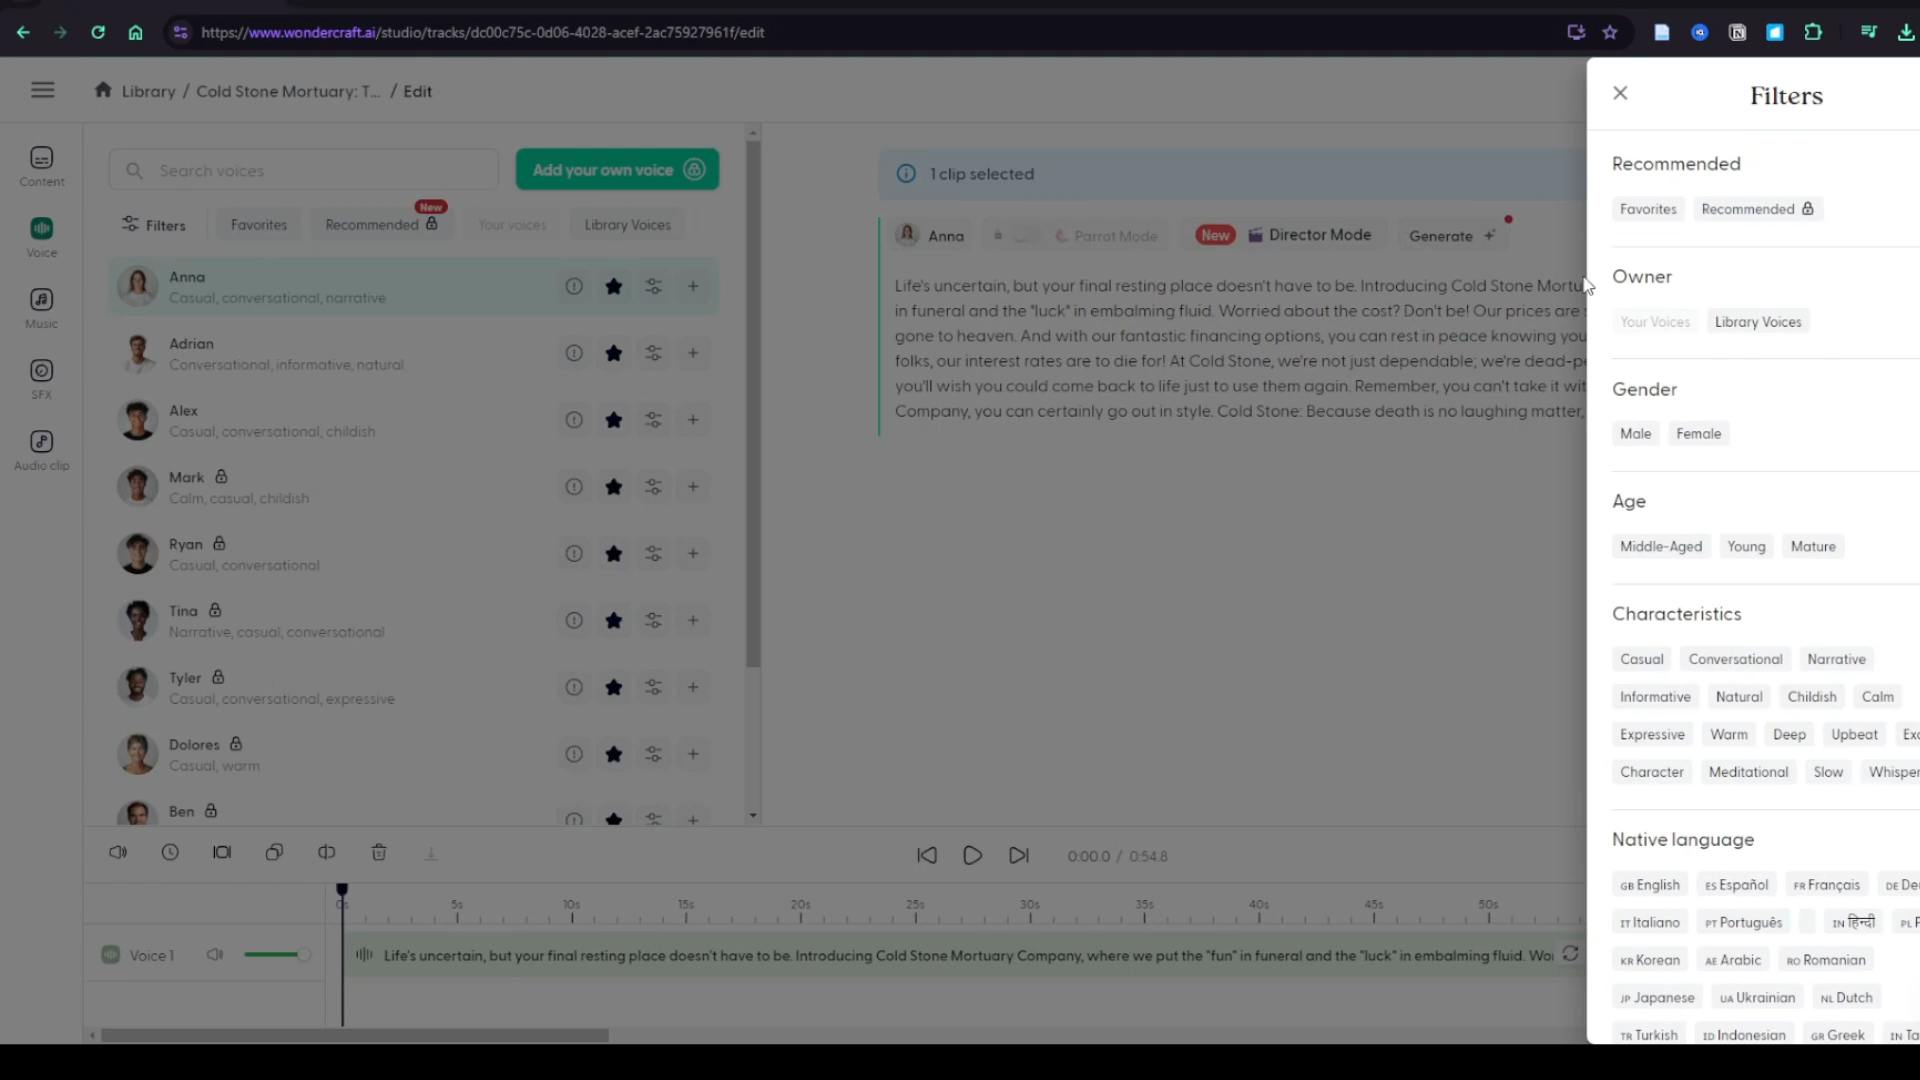 https://www.wondercraft.ai/studio/tracks/dc00c75c-0d06-4028-acef-2ac75927961f/edit
Library / Cold Stone Mortuary: T... / Edit
Content
Voice
Music
SFX
Audio clip
Search voices
Add your own voice
Filters
Favorites
Recommended
New
Your voices
Library Voices
Anna
Casual, conversational, narrative
Adrian
Conversational, informative, natural
Alex
Casual, conversational, childish
Mark
Calm, casual, childish
Ryan
Casual, conversational
Tina
Narrative, casual, conversational
Tyler
Casual, conversational, expressive
Dolores
Casual, warm
Ben
1 clip selected
Anna
Parrot Mode
New
Director Mode
Generate
Life's uncertain, but your final resting place doesn't have to be. Introducing Cold Stone
in funeral and the "luck" in embalming fluid. Worried about the cost? Don't be! Our prices are
gone to heaven. And with our fantastic financing options, you can rest in peace knowing
folks, our interest rates are to die for! At Cold Stone, we're not just dependable; we're
you'll wish you could come back to life just to use them again. Remember, you can't take it
Company, you can certainly go out in style. Cold Stone: Because death is no laughing matter,
0:00.0 / 0:54.8
0s 5s 10s 15s 20s 25s 30s 35s 40s 45s 50s
Voice 1
Life's uncertain, but your final resting place doesn't have to be. Introducing Cold Stone Mortuary Company, where we put the "fun" in funeral and the "luck" in embalming fluid.
Filters
Recommended
Favorites Recommended
Owner
Your Voices Library Voices
Gender
Male Female
Age
Middle-Aged Young Mature
Characteristics
Casual Conversational Narrative
Informative Natural Childish Calm
Expressive Warm Deep Upbeat
Character Meditational Slow Whisper
Native language
GB English ES Español FR Français DE
IT Italiano PT Português IN हिन्दी PL
KR Korean AE Arabic RO Romanian
JP Japanese UA Ukrainian NL Dutch
TR Turkish ID Indonesian GR Greek IN